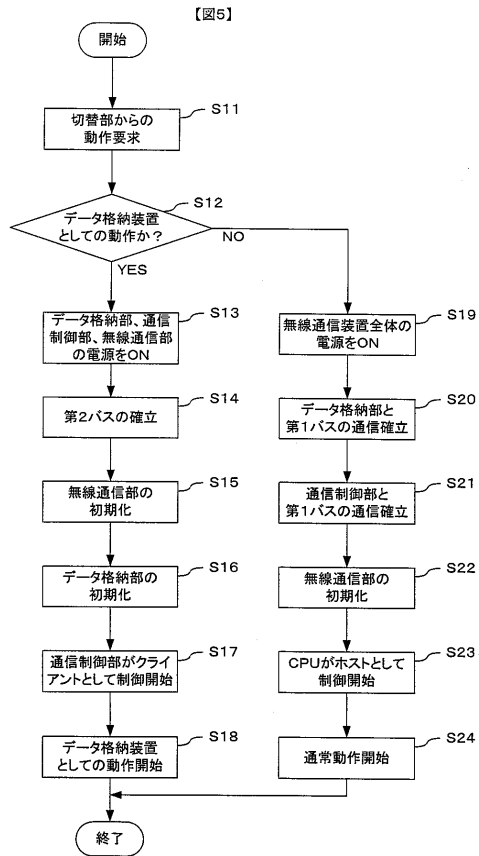 【図5】
開始
S11
切替部からの
動作要求
S12
データ格納装置
としての動作か？
NO
YES
S13
データ格納部、通信
制御部、無線通信部
の電源をON
S14
第2バスの確立
S15
無線通信部の
初期化
S16
データ格納部の
初期化
S17
通信制御部がクライ
アントとして制御開始
S18
データ格納装置
としての動作開始
S19
無線通信装置全体の
電源をON
S20
データ格納部と
第1バスの通信確立
S21
通信制御部と
第1バスの通信確立
S22
無線通信部の
初期化
S23
CPUがホストとして
制御開始
S24
通常動作開始
終了